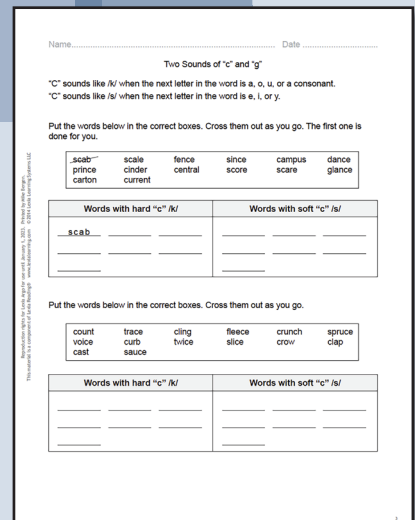 Name Date
Two Sounds of "c" and "g"
"C" sounds like /k/ when the next letter in the word is a, o, u, or a consonant.
"C" sounds like /s/ when the next letter in the word is e, i, or y.
Put the words below in the correct boxes. Cross them out as you go. The first one is
done for you.
scab scale fence since campus dance
prince cinder central score scare glance
carton current
Words with hard "c" /k/ Words with soft "c" /s/
scab
Put the words below in the correct boxes. Cross them out as you go.
count trace cling fleece crunch spruce
voice curb twice slice crow clap
cast sauce
Words with hard "c" /k/ Words with soft "c" /s/